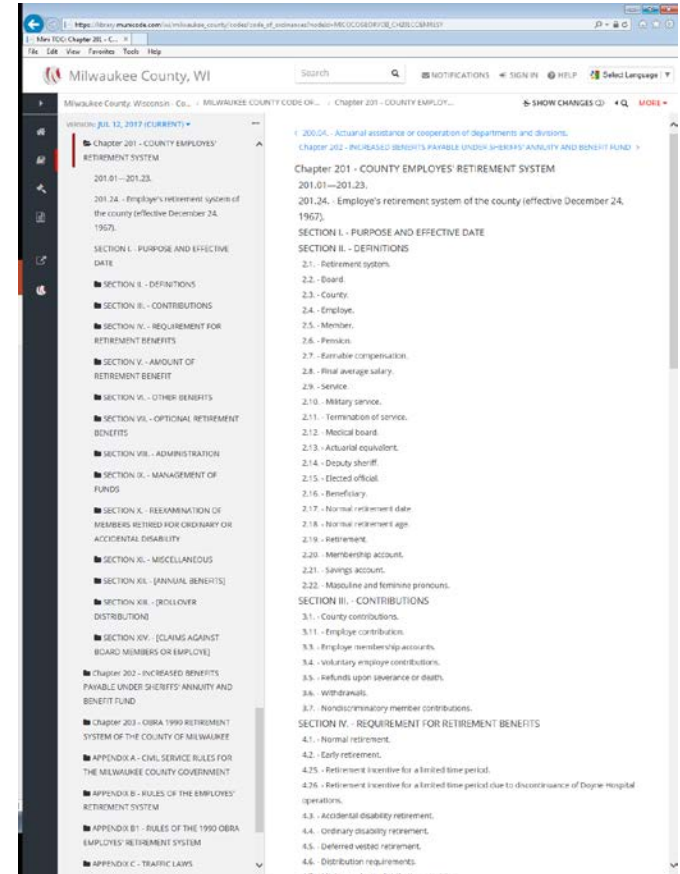 https://library.municode.com/
Mini TOC: Chapter 201 - C...
File Edit View Favorites Tools Help
Milwaukee County, WI
Search
NOTIFICATIONS
SIGN IN
HELP
Select Language
Milwaukee County, Wisconsin - Co...
MILWAUKEE COUNTY CODE OR...
Chapter 201 - COUNTY EMPLOY...
SHOW CHANGES
MORE
VERSION: JUL 12, 2017 (CURRENT)
Chapter 201 - COUNTY EMPLOYES'
RETIREMENT SYSTEM
201.01—201.23.
201.24. - Employe's retirement system of
the county (effective December 24,
1967).
SECTION I. - PURPOSE AND EFFECTIVE
DATE
SECTION II. - DEFINITIONS
SECTION III. - CONTRIBUTIONS
SECTION IV. - REQUIREMENT FOR
RETIREMENT BENEFITS
SECTION V. - AMOUNT OF
RETIREMENT BENEFIT
SECTION VI. - OTHER BENEFITS
SECTION VII. - OPTIONAL RETIREMENT
BENEFITS
SECTION VIII. - ADMINISTRATION
SECTION IX. - MANAGEMENT OF
FUNDS
SECTION X. - REEXAMINATION OF
MEMBERS RETIRED FOR ORDINARY OR
ACCIDENTAL DISABILITY
SECTION XI. - MISCELLANEOUS
SECTION XII. - [ANNUAL BENEFITS]
SECTION XIII. - [ROLLOVER
DISTRIBUTION]
SECTION XIV. - [CLAIMS AGAINST
BOARD MEMBERS OR EMPLOYE]
Chapter 202 - INCREASED BENEFITS
PAYABLE UNDER SHERIFFS' ANNUITY AND
BENEFIT FUND
Chapter 203 - OBRA 1990 RETIREMENT
SYSTEM OF THE COUNTY OF MILWAUKEE
APPENDIX A - CIVIL SERVICE RULES FOR
THE MILWAUKEE COUNTY GOVERNMENT
APPENDIX B - RULES OF THE EMPLOYES'
RETIREMENT SYSTEM
APPENDIX B1 - RULES OF THE 1990 OBRA
EMPLOYES' RETIREMENT SYSTEM
APPENDIX C - TRAFFIC LAWS
200.04. - Actuarial assistance or cooperation of departments and divisions.
Chapter 202 - INCREASED BENEFITS PAYABLE UNDER SHERIFFS' ANNUITY AND BENEFIT FUND
Chapter 201 - COUNTY EMPLOYES' RETIREMENT SYSTEM
201.01—201.23.
201.24. - Employe's retirement system of the county (effective December 24,
1967).
SECTION I. - PURPOSE AND EFFECTIVE DATE
SECTION II. - DEFINITIONS
2.1. - Retirement system.
2.2. - Board.
2.3. - County.
2.4. - Employe.
2.5. - Member.
2.6. - Pension.
2.7. - Earnable compensation.
2.8. - Final average salary.
2.9. - Service.
2.10. - Military service.
2.11. - Termination of service.
2.12. - Medical board.
2.13. - Actuarial equivalent.
2.14. - Deputy sheriff.
2.15. - Elected official.
2.16. - Beneficiary.
2.17. - Normal retirement date.
2.18. - Normal retirement age.
2.19. - Retirement.
2.20. - Membership account.
2.21. - Savings account.
2.22. - Masculine and feminine pronouns.
SECTION III. - CONTRIBUTIONS
3.1. - County contributions.
3.11. - Employe contribution.
3.3. - Employe membership accounts.
3.4. - Voluntary employe contributions.
3.5. - Refunds upon severance or death.
3.6. - Withdrawals.
3.7. - Nondiscriminatory member contributions.
SECTION IV. - REQUIREMENT FOR RETIREMENT BENEFITS
4.1. - Normal retirement.
4.2. - Early retirement.
4.25. - Retirement incentive for a limited time period.
4.26. - Retirement incentive for a limited time period due to discontinuance of Doyne Hospital
operations.
4.3. - Accidental disability retirement.
4.4. - Ordinary disability retirement.
4.5. - Deferred vested retirement.
4.6. - Distribution requirements.